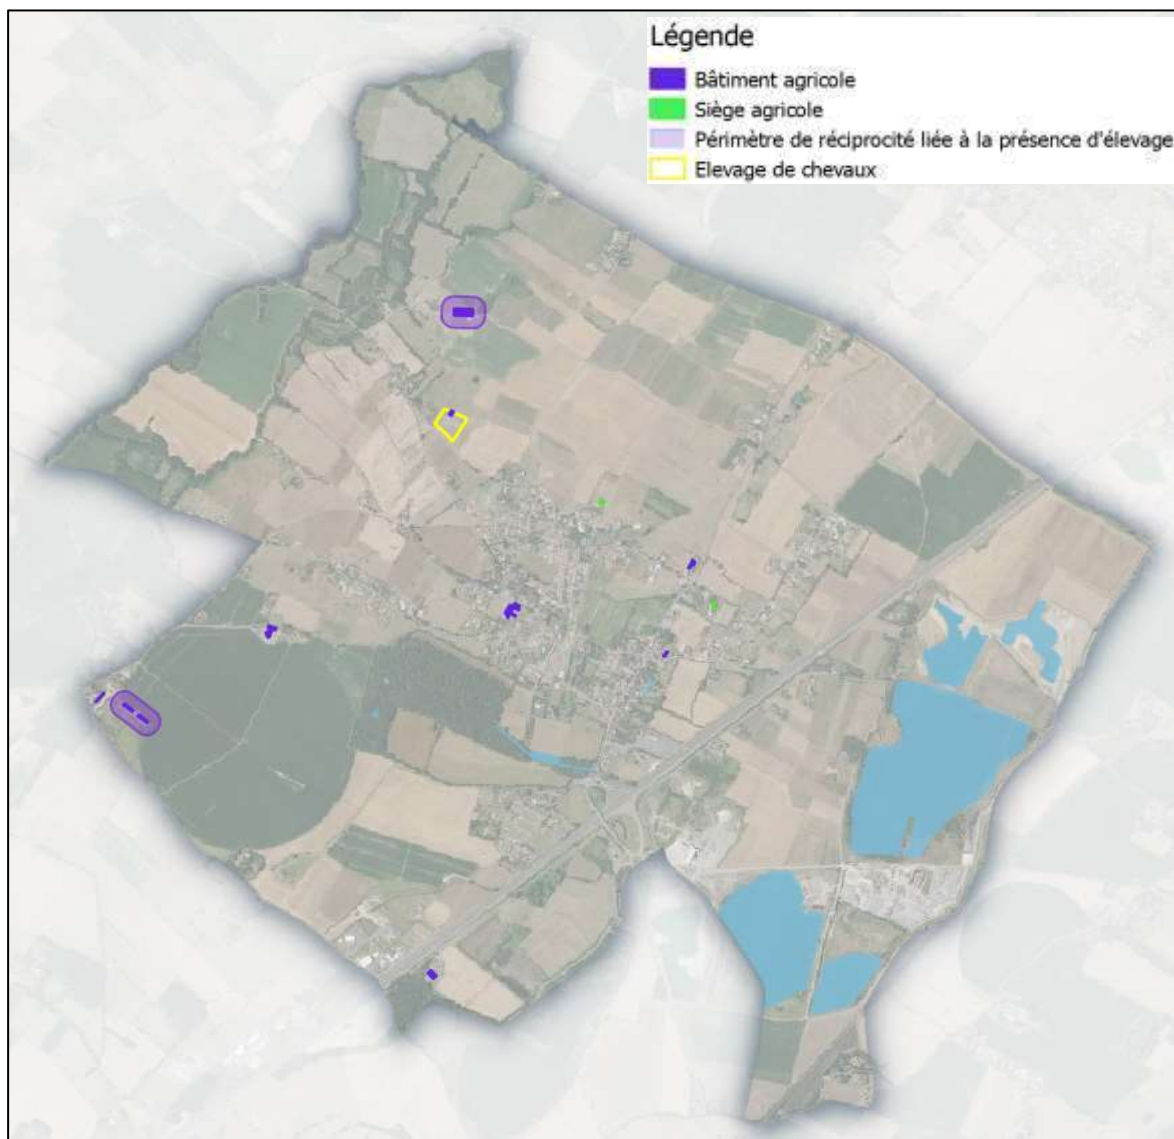 Légende
Bâtiment agricole
Siège agricole
Périmètre de réciprocité liée à la présence d'élevage
Elevage de chevaux